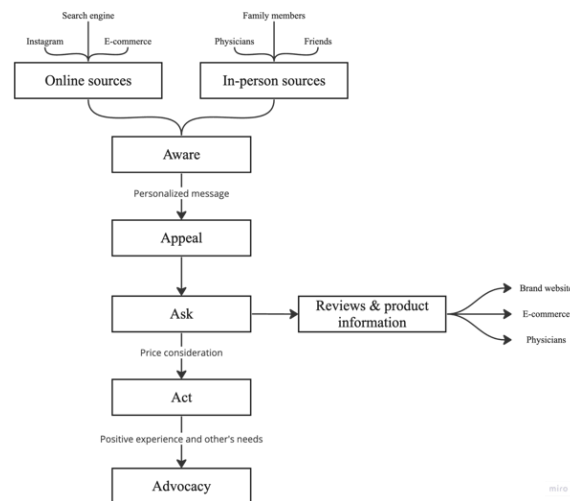 Search engine
Family members
Instagram
E-commerce
Physicians
Friends
Online sources
In-person sources
Aware
Personalized message
Appeal
Ask
Reviews & product
information
Brand website
E-commerce
Physicians
Price consideration
Act
Positive experience and other's needs
Advocacy
miro